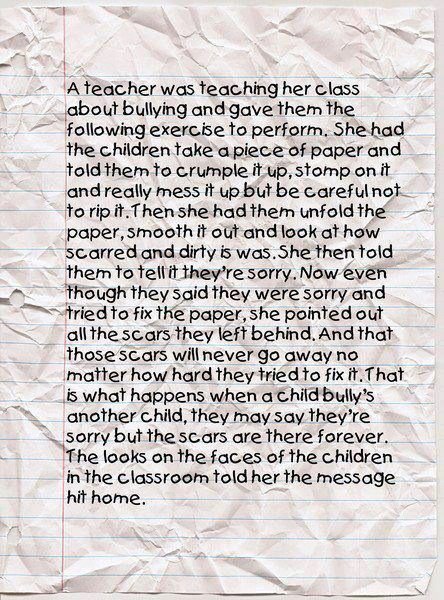 A teacher was teaching her class
about bullying and gave them the
following exercise to perform. She had
the children take a piece of paper and
told them to crumple it up, stomp on it
and really mess it up but be careful not
to rip it. Then she had them unfold the
paper, smooth it out and look at how
scarred and dirty is was. She then told
them to tell it they're sorry. Now even
though they said they were sorry and
tried to fix the paper, she pointed out
all the scars they left behind. And that
those scars will never go away no
matter how hard they tried to fix it. That
is what happens when a child bully's
another child, they may say they're
sorry but the scars are there forever.
The looks on the faces of the children
in the classroom told her the message
hit home.